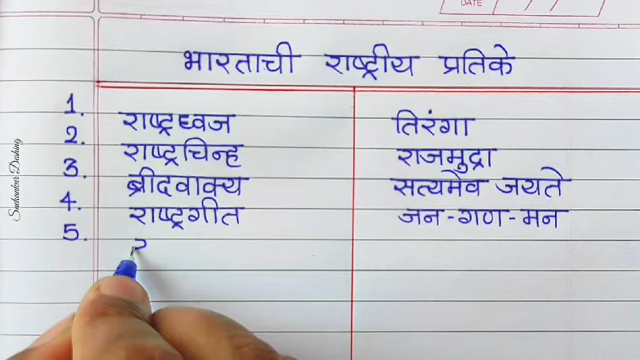 DATE
भारताची राष्ट्रीय प्रतिके
1. राष्ट्रध्वज तिरंगा
2. राष्ट्रचिन्ह राजमुद्रा
3. ब्रीदवाक्य सत्यमेव जयते
4. राष्ट्रगीत जन-गण-मन
5.